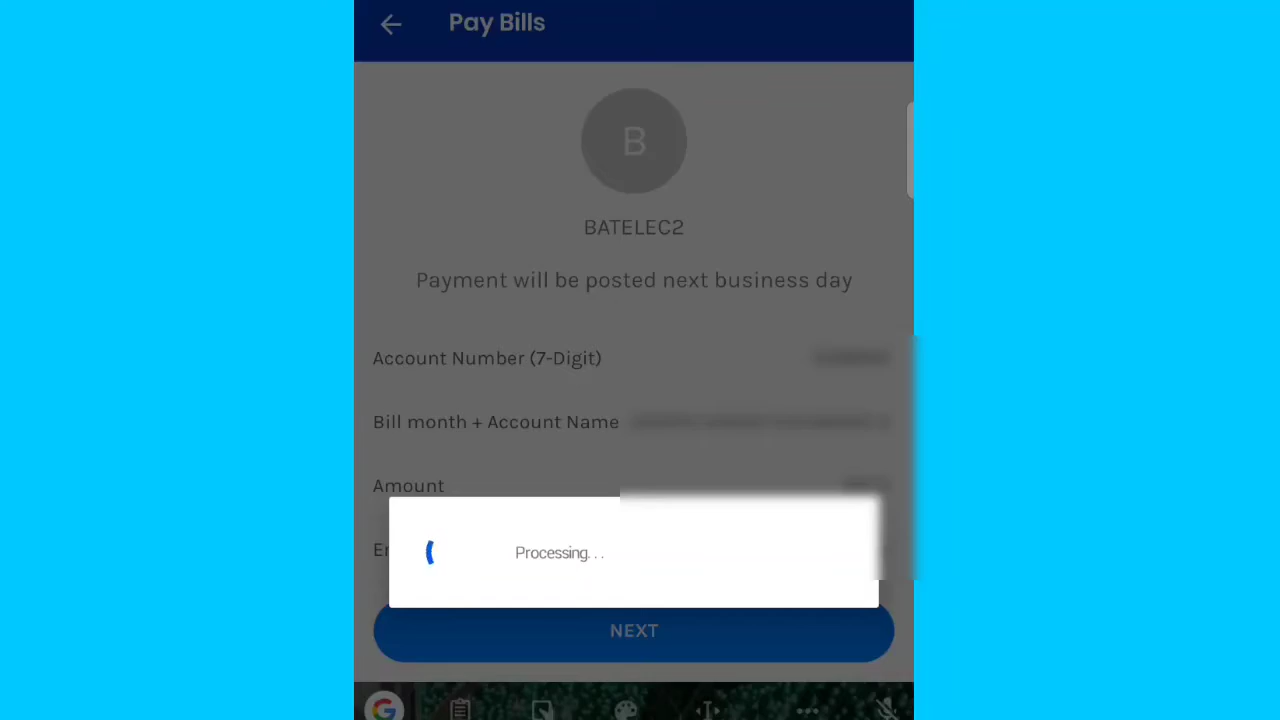 Pay Bills
B
BATELEC2
Payment will be posted next business day
Account Number (7-Digit)
Bill month + Account Name
Amount
Processing...
NEXT